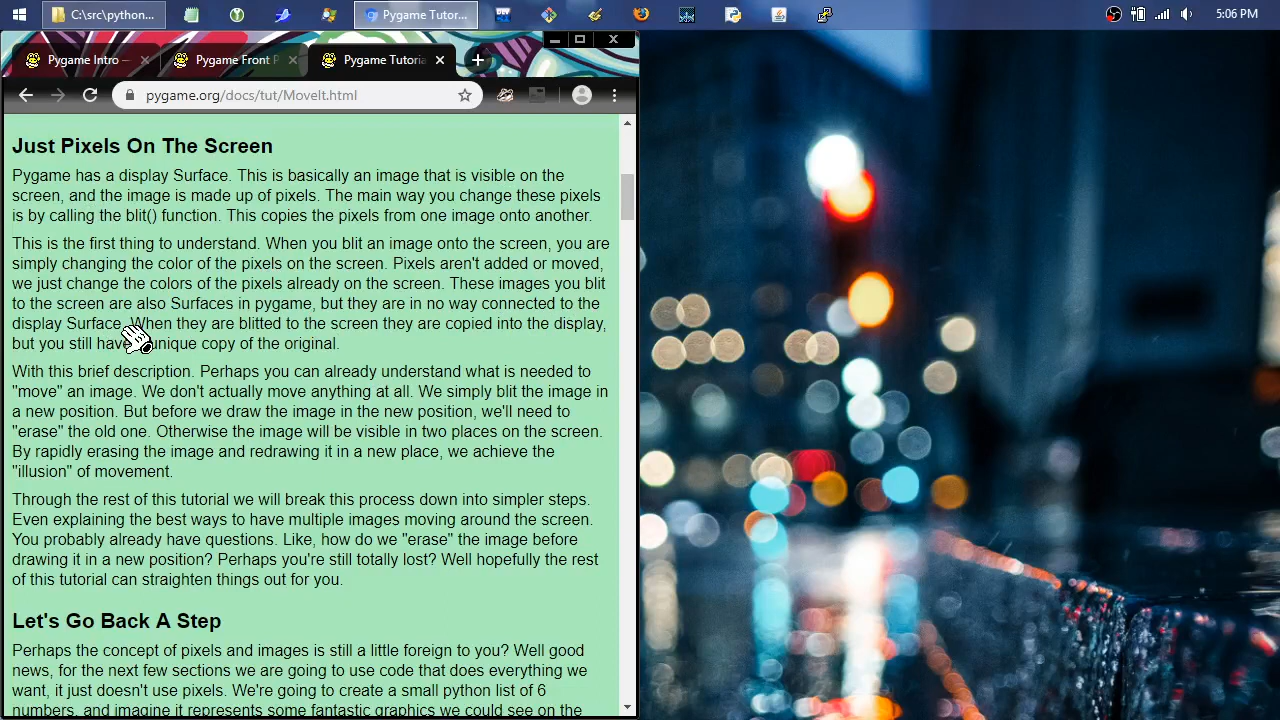 C:\src\python...
Pygame Tutor...
5:06 PM
Pygame Intro —
Pygame Front P
Pygame Tutoria
pygame.org/docs/tut/MoveIt.html
Just Pixels On The Screen
Pygame has a display Surface. This is basically an image that is visible on the
screen, and the image is made up of pixels. The main way you change these pixels
is by calling the blit() function. This copies the pixels from one image onto another.
This is the first thing to understand. When you blit an image onto the screen, you are
simply changing the color of the pixels on the screen. Pixels aren't added or moved,
we just change the colors of the pixels already on the screen. These images you blit
to the screen are also Surfaces in pygame, but they are in no way connected to the
display Surface. When they are blitted to the screen they are copied into the display,
but you still have unique copy of the original.
With this brief description. Perhaps you can already understand what is needed to
"move" an image. We don't actually move anything at all. We simply blit the image in
a new position. But before we draw the image in the new position, we'll need to
"erase" the old one. Otherwise the image will be visible in two places on the screen.
By rapidly erasing the image and redrawing it in a new place, we achieve the
"illusion" of movement.
Through the rest of this tutorial we will break this process down into simpler steps.
Even explaining the best ways to have multiple images moving around the screen.
You probably already have questions. Like, how do we "erase" the image before
drawing it in a new position? Perhaps you're still totally lost? Well hopefully the rest
of this tutorial can straighten things out for you.
Let's Go Back A Step
Perhaps the concept of pixels and images is still a little foreign to you? Well good
news, for the next few sections we are going to use code that does everything we
want, it just doesn't use pixels. We're going to create a small python list of 6
numbers, and imagine it represents some fantastic graphics we could see on the